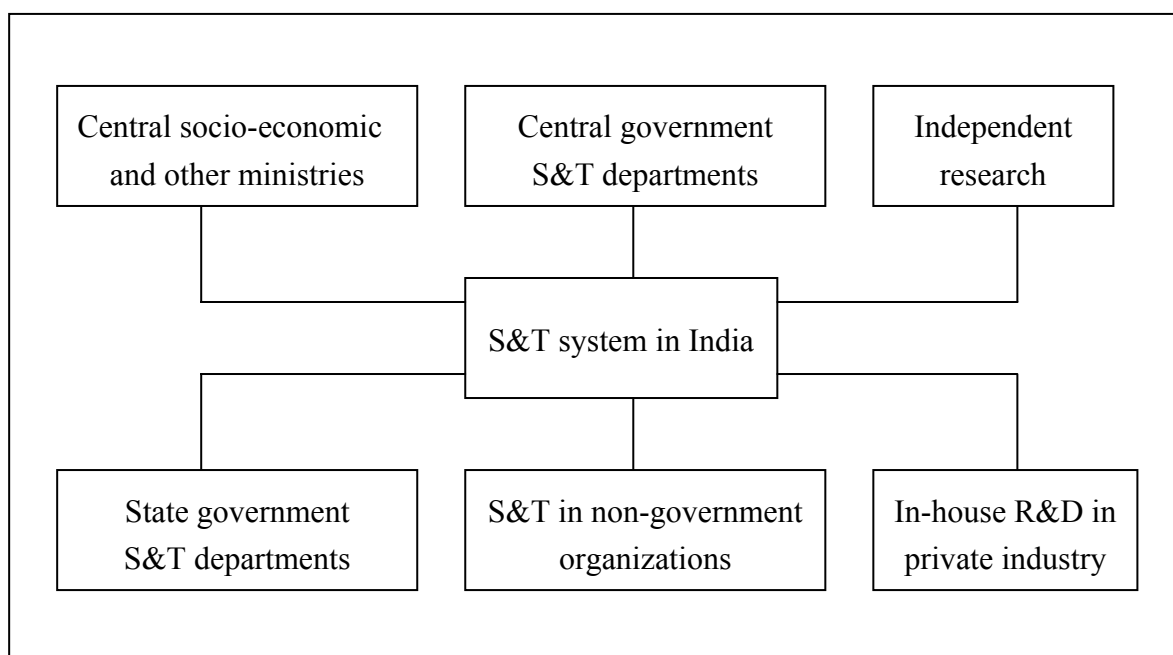 Central socio-economic
and other ministries
Central government
S&T departments
Independent
research
S&T system in India
State government
S&T departments
S&T in non-government
organizations
In-house R&D in
private industry